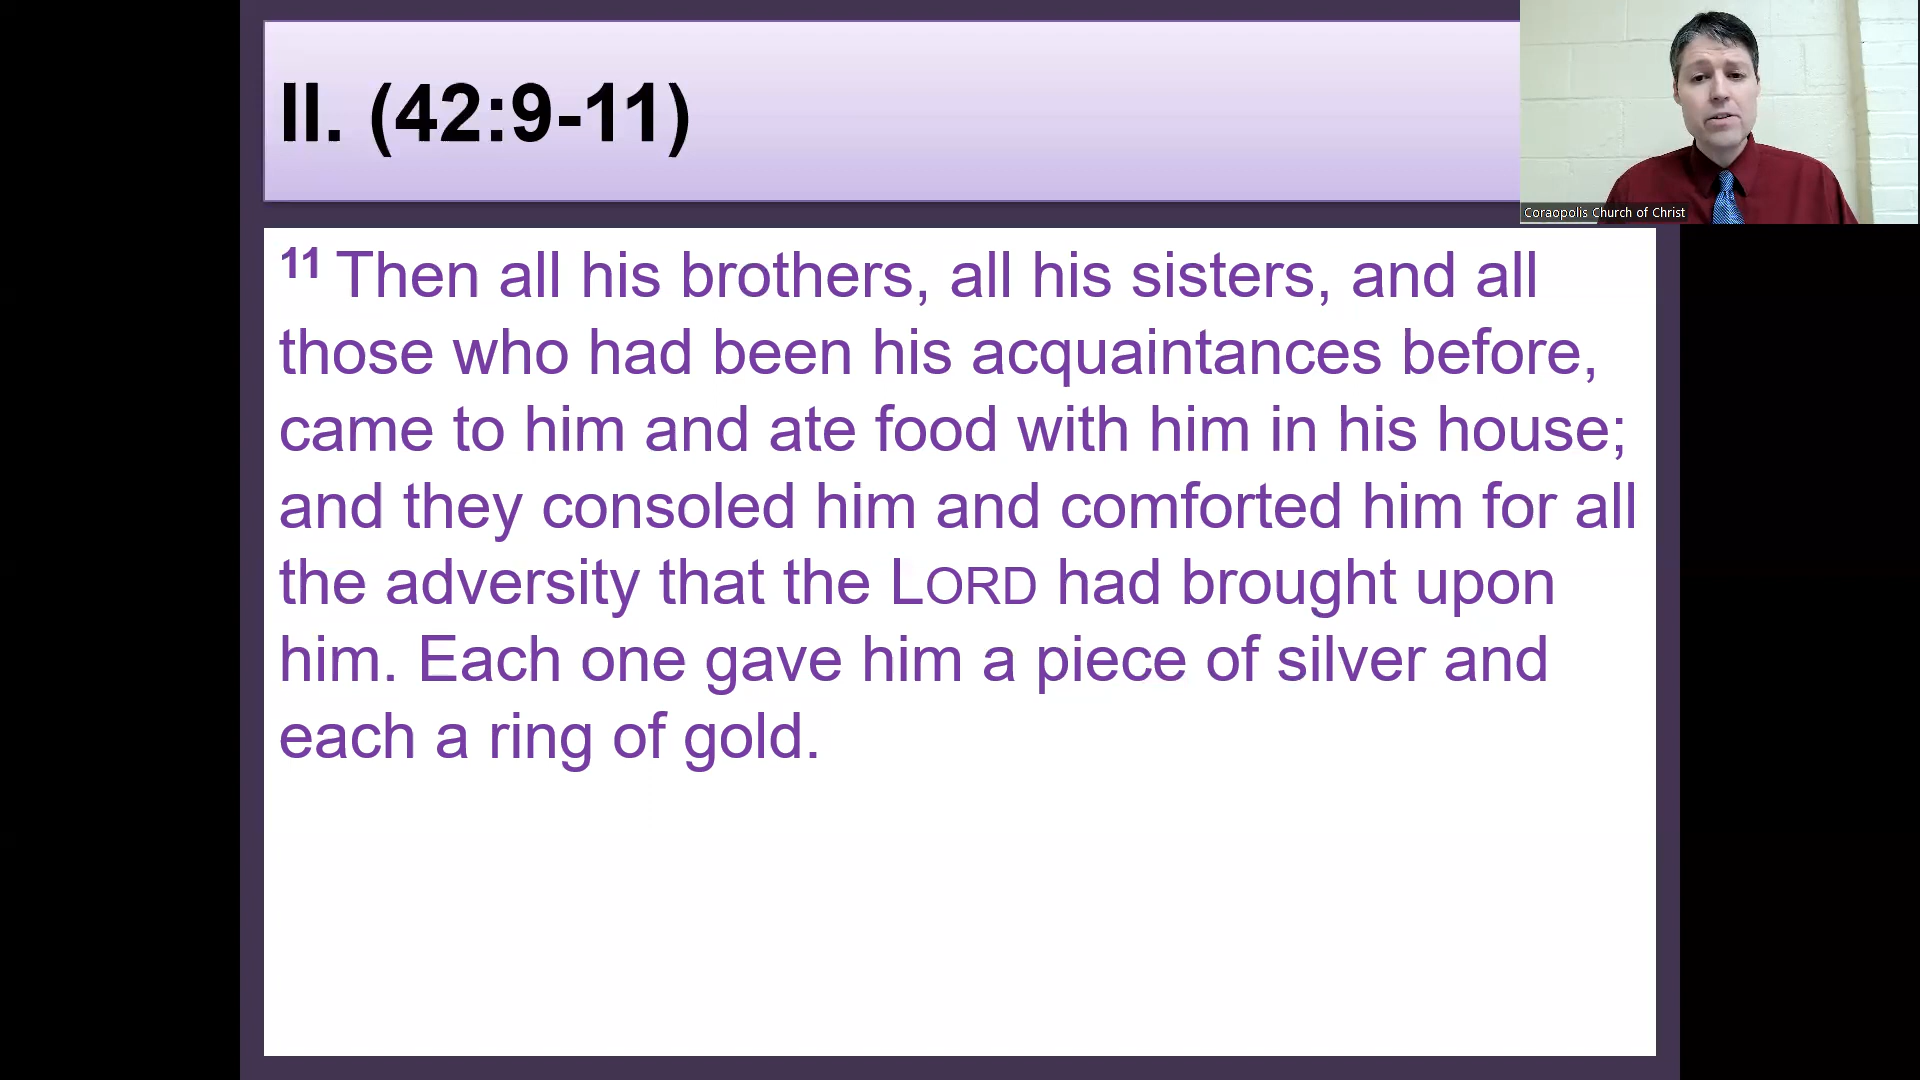 II. (42:9-11)
Coraopolis Church of Christ
11 Then all his brothers, all his sisters, and all
those who had been his acquaintances before,
came to him and ate food with him in his house;
and they consoled him and comforted him for all
the adversity that the LORD had brought upon
him. Each one gave him a piece of silver and
each a ring of gold.